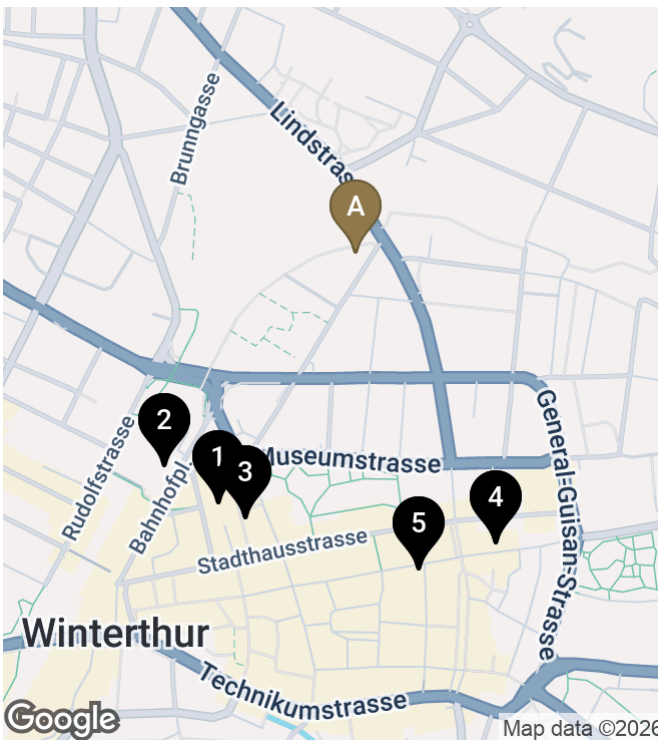 Brunngasse
Lindstras
A
General-Guisan-Strasse
2
1
3
Museumstrasse
Rudolfstrasse
Bahnhofpl.
4
5
Stadthausstrasse
Winterthur
Technikumstrasse
Google
Map data ©2026